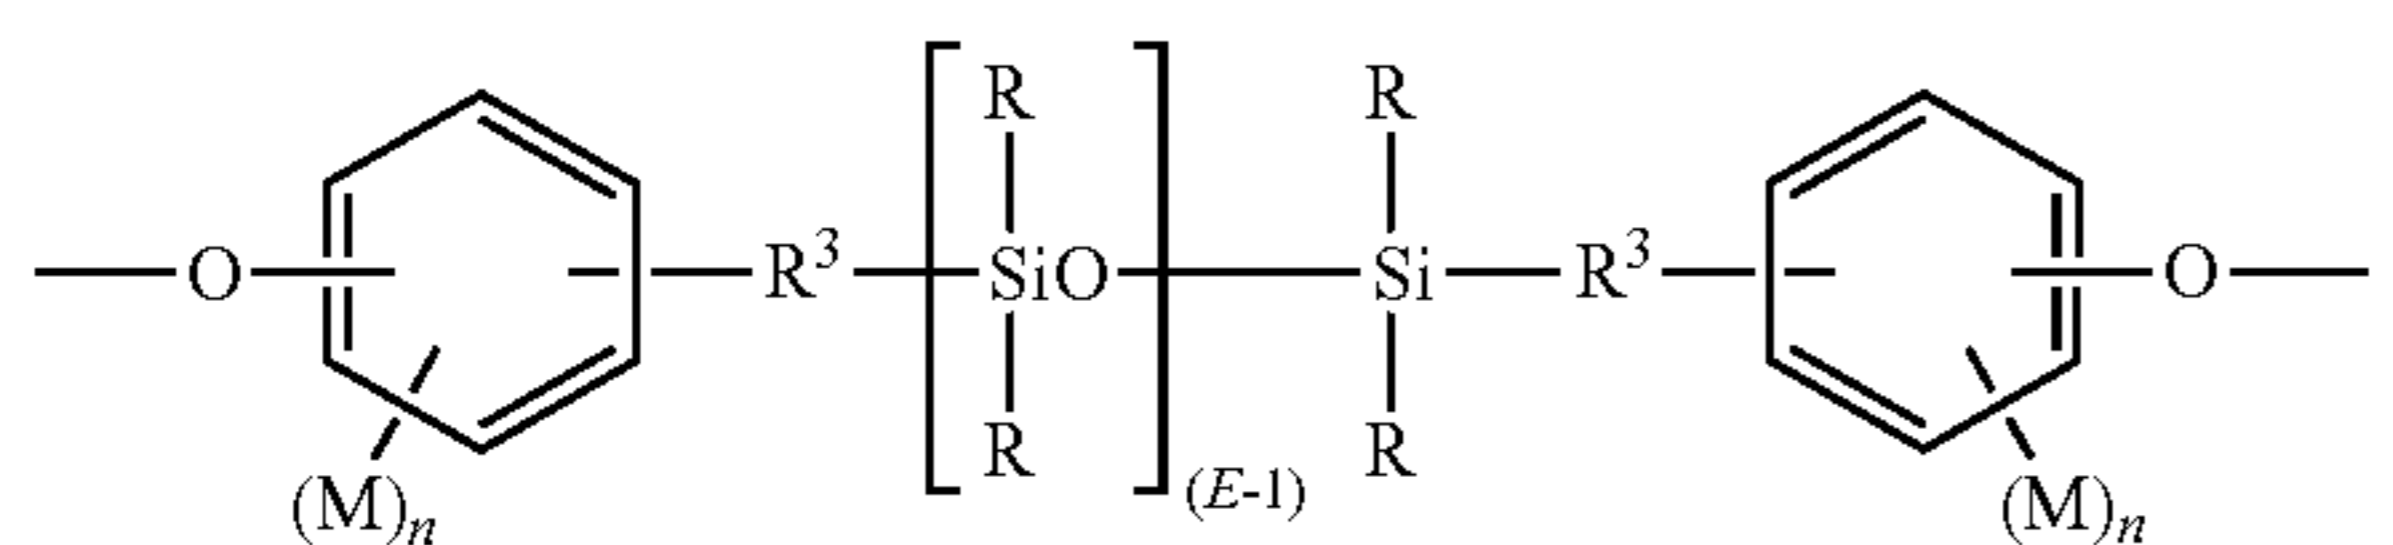 R R
O R³ SiO Si R³ O
R R
(E-1)
(M)n (M)n